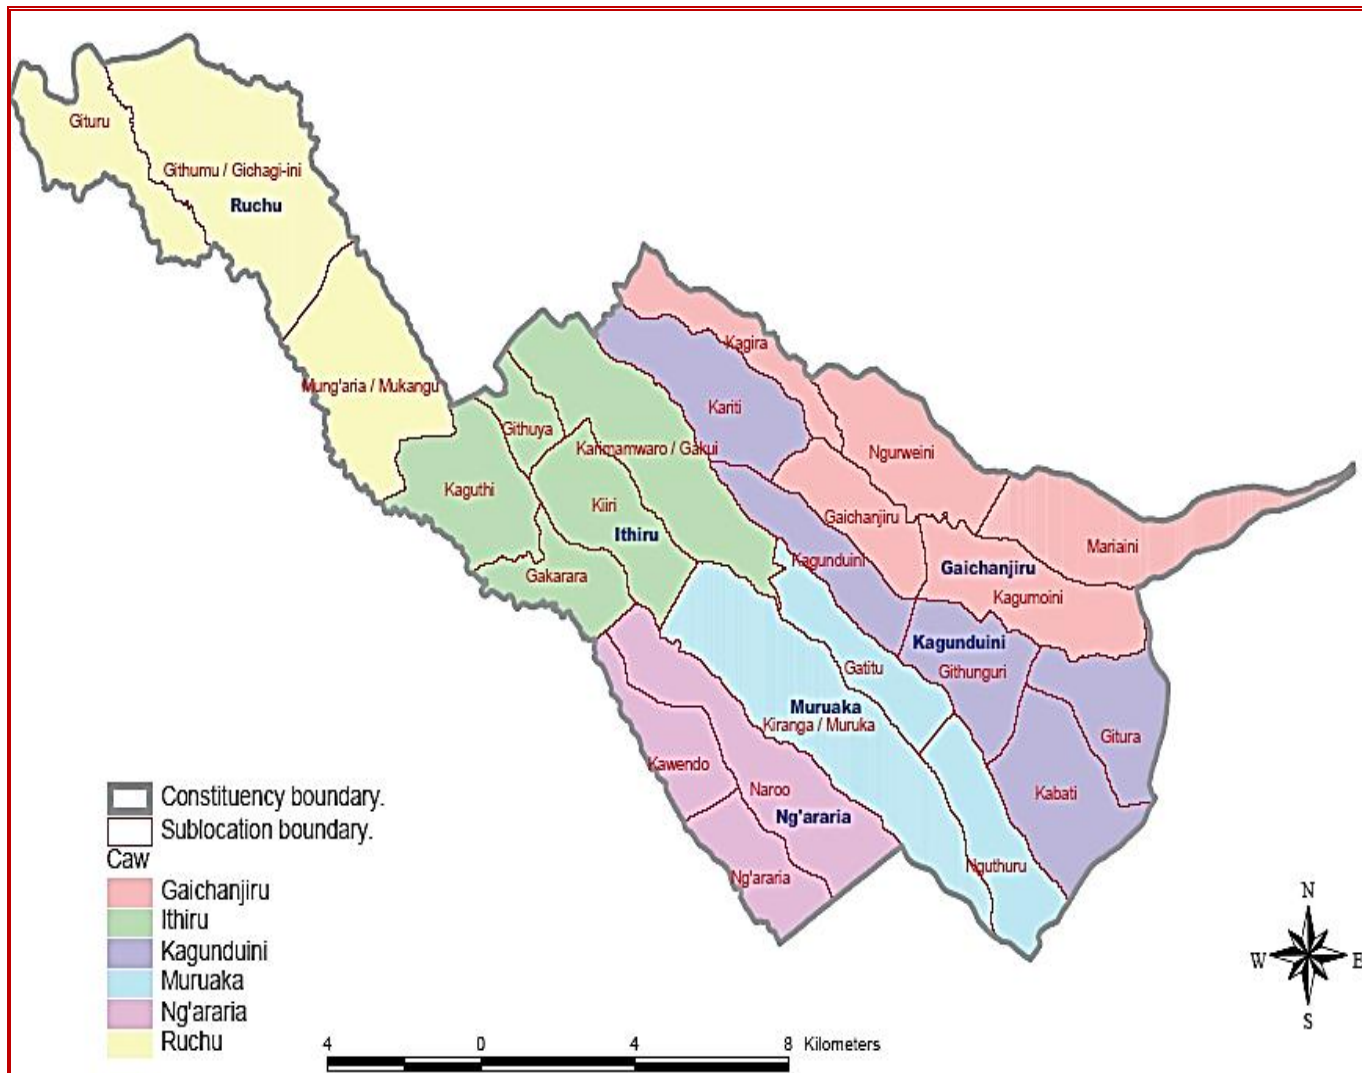 Gituru
Githumu / Gichagi-ini
Ruchu
Mung'aria / Mukangu
Kagira
Kariti
Ngurweini
Githuya
Karimamwaro / Gakui
Kaguthi
Kiiri
Ithiru
Gaichanjiru
Mariaini
Kagunduini
Gaichanjiru
Gakarara
Kagumoini
Kagunduini
Githunguri
Gatitu
Muruaka
Kiranga / Muruka
Gitura
Kawendo
Naroo
Kabati
Ng'araria
Nguthuru
Ng'araria
Constituency boundary.
Sublocation boundary.
Caw
Gaichanjiru
Ithiru
Kagunduini
Muruaka
Ng'araria
Ruchu
N
W E
S
4 0 4 8 Kilometers